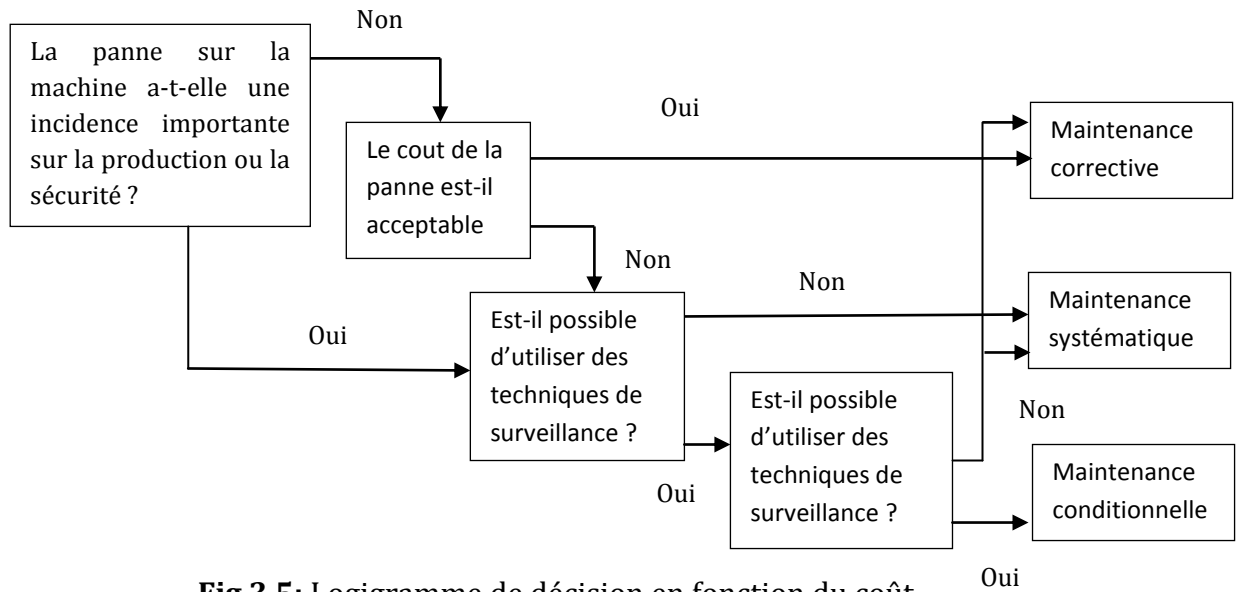 Non
La panne sur la
machine a-t-elle une
incidence importante
sur la production ou la
sécurité ?
Oui
Le cout de la
panne est-il
acceptable
Maintenance
corrective
Non
Non
Oui
Est-il possible
d'utiliser des
techniques de
surveillance ?
Maintenance
systématique
Oui
Est-il possible
d'utiliser des
techniques de
surveillance ?
Non
Maintenance
conditionnelle
Oui
Fig 2.5: Logigramme de décision en fonction du coût